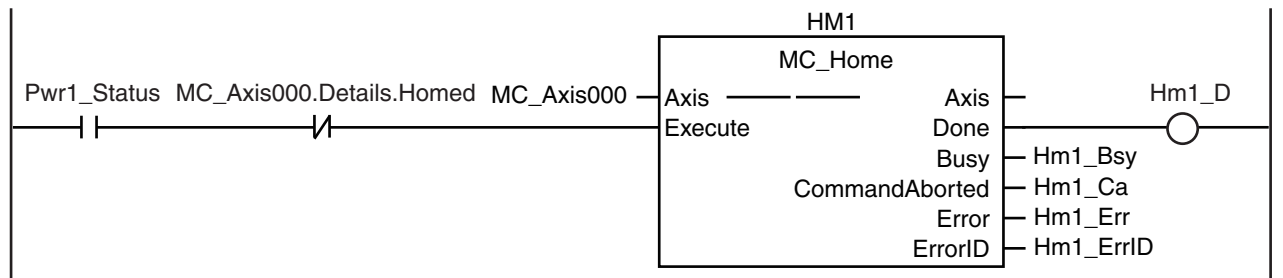 HM1
MC_Home
Pwr1_Status MC_Axis000.Details.Homed MC_Axis000 Axis Axis Hm1_D
Execute Done
Busy Hm1_Bsy
CommandAborted Hm1_Ca
Error Hm1_Err
ErrorID Hm1_ErrID